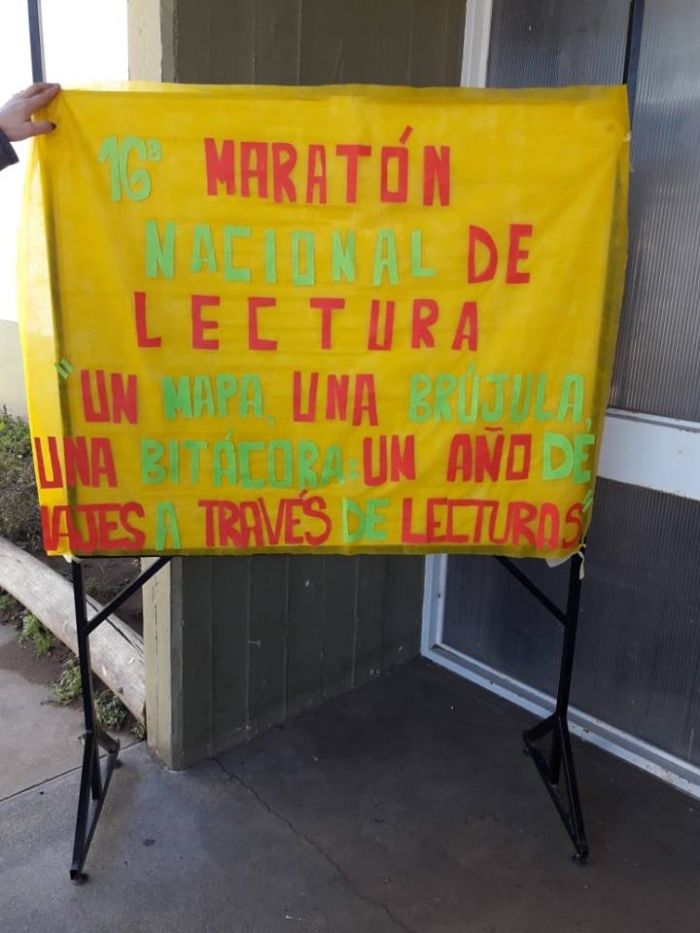 16ª MARATÓN
NACIONAL DE
LECTURA
"UN MAPA, UNA BRÚJULA,
UNA BITÁCORA: UN AÑO DE
VIAJES A TRAVÉS DE LECTURAS"